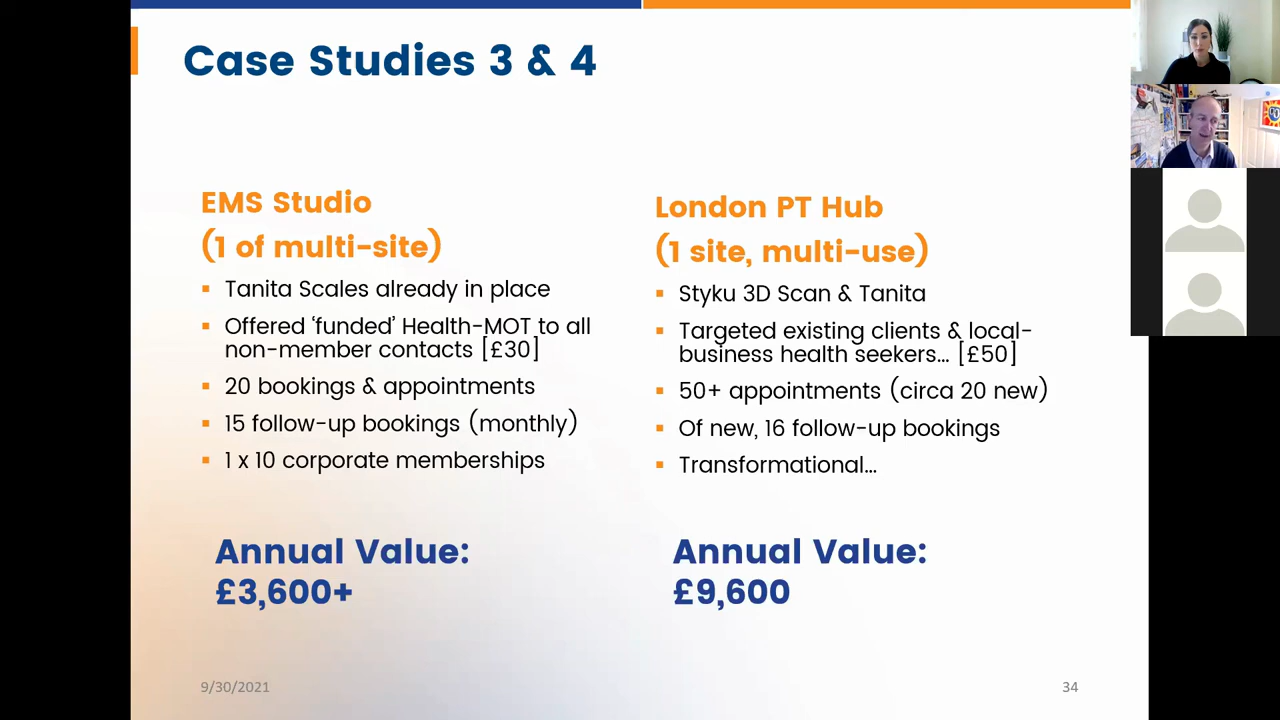 Case Studies 3 & 4
EMS Studio
(1 of multi-site)
▪ Tanita Scales already in place
▪ Offered ‘funded’ Health-MOT to all
non-member contacts [£30]
▪ 20 bookings & appointments
▪ 15 follow-up bookings (monthly)
▪ 1 x 10 corporate memberships
Annual Value:
£3,600+
London PT Hub
(1 site, multi-use)
▪ Styku 3D Scan & Tanita
▪ Targeted existing clients & local-
business health seekers... [£50]
▪ 50+ appointments (circa 20 new)
▪ Of new, 16 follow-up bookings
▪ Transformational...
Annual Value:
£9,600
9/30/2021
34